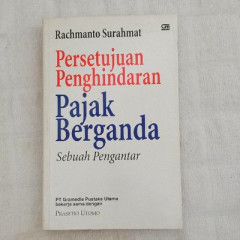 Rachmanto Surahmat
Persetujuan
Penghindaran
Pajak
Berganda
Sebuah Pengantar
PT Gramedia Pustaka Utama
bekerja sama dengan
PRASETIO UTOMO